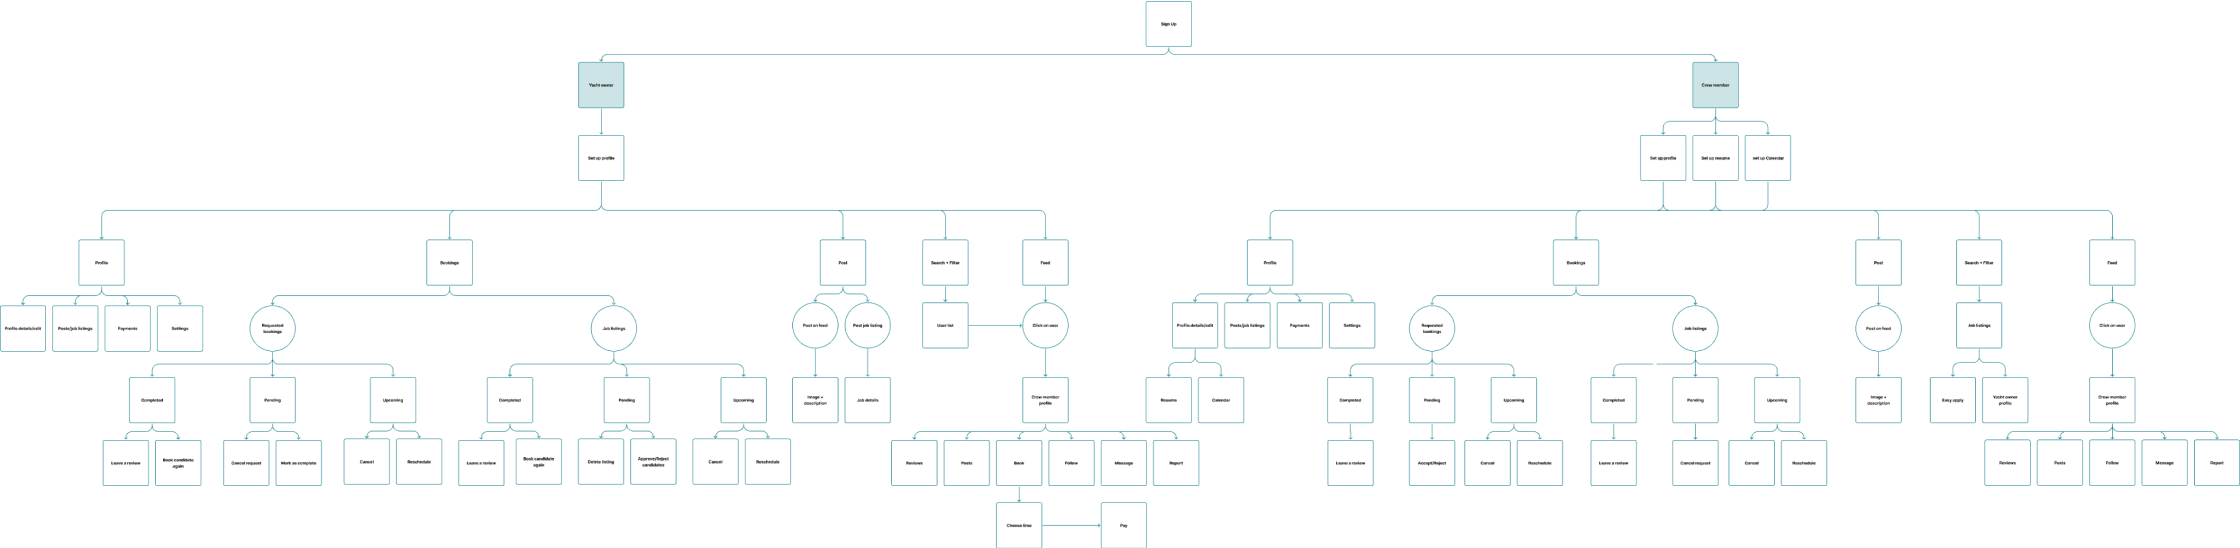 Sign Up
Yacht owner
Crew member
Set up profile
Set up profile
Set up resume
set up Calendar
Profile
Bookings
Post
Search + Filter
Feed
Profile
Bookings
Post
Search + Filter
Feed
Profile details/edit
Posts/job listings
Payments
Settings
Requested
bookings
Job listings
Post on feed
Post job listing
User list
Click on user
Profile details/edit
Posts/job listings
Payments
Settings
Requested
bookings
Job listings
Post on feed
Job listings
Click on user
Completed
Pending
Upcoming
Completed
Pending
Upcoming
Image +
description
Job details
Crew member
profile
Resume
Calendar
Completed
Pending
Upcoming
Completed
Pending
Upcoming
Image +
description
Easy apply
Yacht owner
profile
Crew member
profile
Leave a review
Book candidate
again
Cancel request
Mark as complete
Cancel
Reschedule
Leave a review
Book candidate
again
Delete listing
Approve/Reject
candidates
Cancel
Reschedule
Reviews
Posts
Book
Follow
Message
Report
Leave a review
Accept/Reject
Cancel
Reschedule
Leave a review
Cancel request
Cancel
Reschedule
Reviews
Posts
Follow
Message
Report
Choose time
Pay